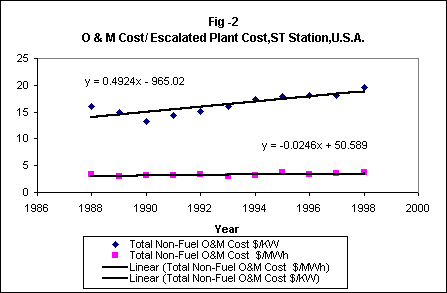 Fig -2
O & M Cost/ Escalated Plant Cost,ST Station,U.S.A.
25
20
15
10
5
0
y = 0.4924x - 965.02
y = -0.0246x + 50.589
1986 1988 1990 1992 1994 1996 1998 2000
Year
Total Non-Fuel O&M Cost $/KW
Total Non-Fuel O&M Cost $/MWh
Linear (Total Non-Fuel O&M Cost $/MWh)
Linear (Total Non-Fuel O&M Cost $/KW)